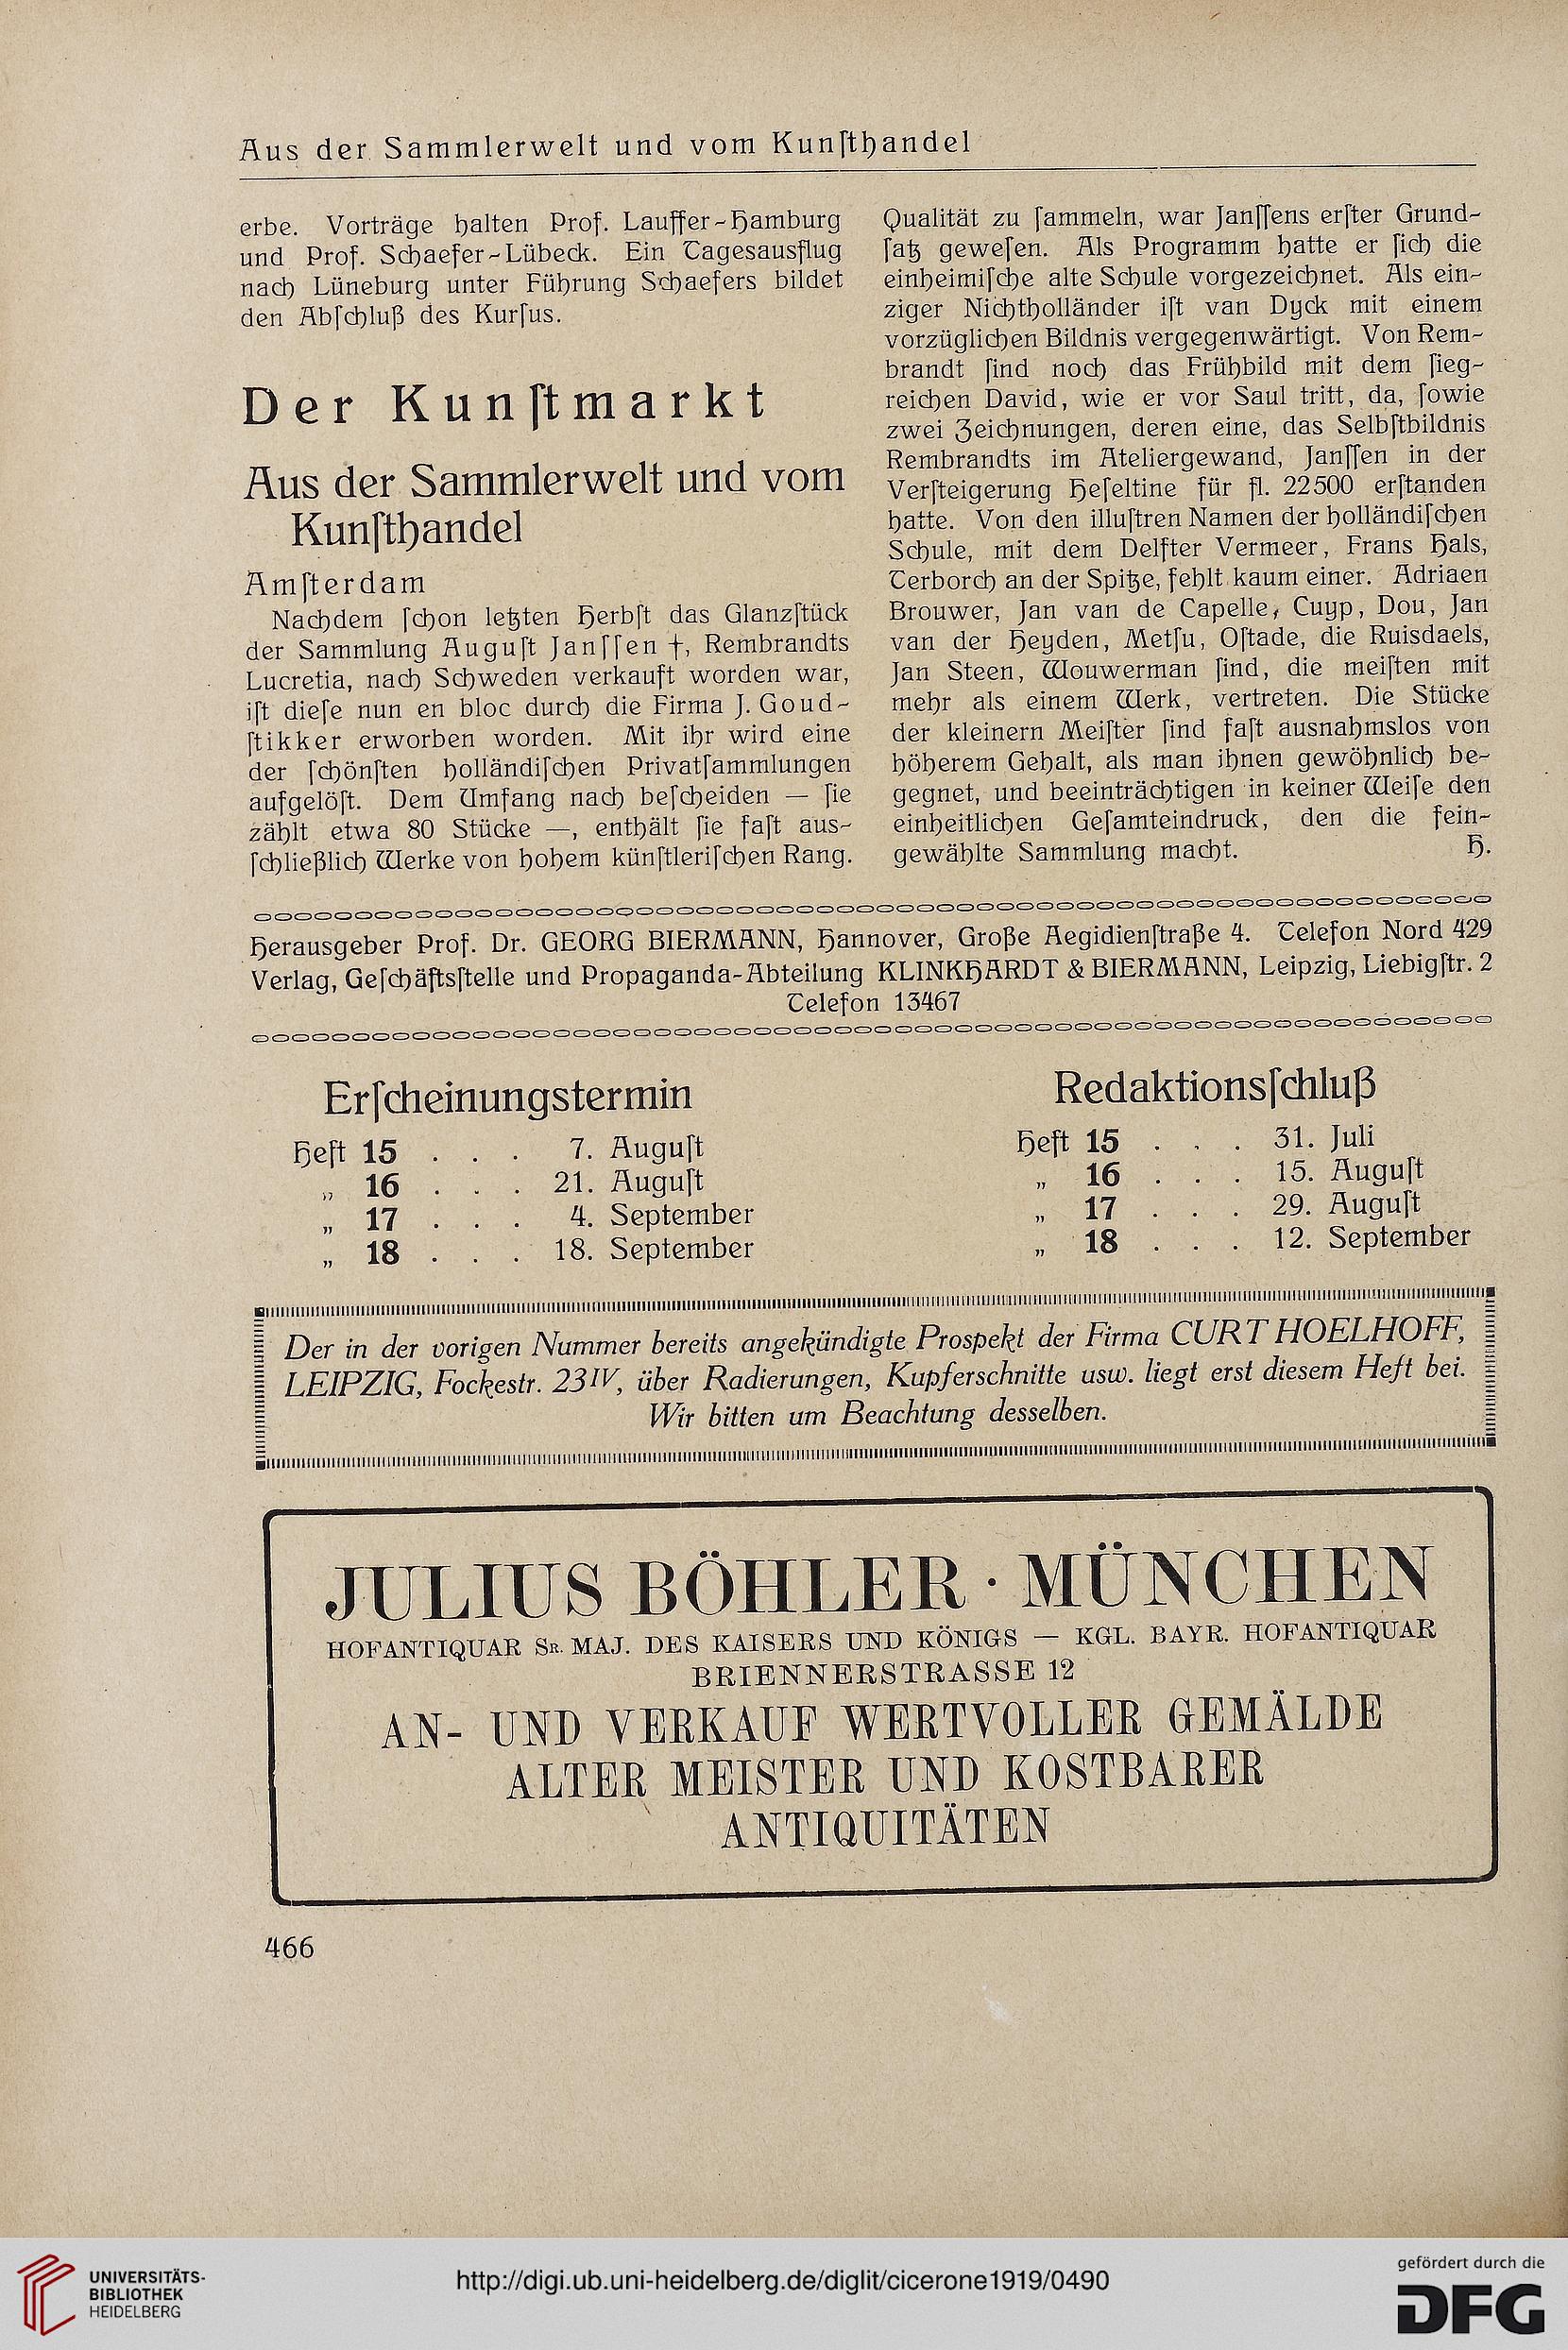 Aus der Sammlerwelt und vom Kunſthandel
erbe. Vorträge halten Prof. Lauffer-Hamburg
und Prof. Schaefer-Lübeck. Ein Tagesausflug
nach Lüneburg unter Führung Schaefers bildet
den Abſchluß des Kurſus.
Der Kunſtmarkt
Aus der Sammlerwelt und vom
Kunſthandel
Amſterdam
Nachdem ſchon letzten Herbſt das Glanzſtück
der Sammlung Auguſt Janſſen †, Rembrandts
Lucretia, nach Schweden verkauft worden war,
iſt dieſe nun en bloc durch die Firma J. Goud-
ſtikker erworben worden. Mit ihr wird eine
der ſchönſten holländiſchen Privatſammlungen
aufgelöſt. Dem Umfang nach beſcheiden — ſie
zählt etwa 80 Stücke —, enthält ſie faſt aus-
ſchließlich Werke von hohem künſtleriſchen Rang.
Qualität zu ſammeln, war Janſſens erſter Grund-
ſatz geweſen. Als Programm hatte er ſich die
einheimiſche alte Schule vorgezeichnet. Als ein-
ziger Nichtholländer iſt van Dyck mit einem
vorzüglichen Bildnis vergegenwärtigt. Von Rem-
brandt ſind noch das Frühbild mit dem ſieg-
reichen David, wie er vor Saul tritt, da, ſowie
zwei Zeichnungen, deren eine, das Selbſtbildnis
Rembrandts im Ateliergewand, Janſſen in der
Verſteigerung Heſeltine für fl. 22500 erſtanden
hatte. Von den illuſtren Namen der holländiſchen
Schule, mit dem Delfter Vermeer, Frans Hals,
Terborch an der Spitze, fehlt kaum einer. Adriaen
Brouwer, Jan van de Capelle, Cuyp, Dou, Jan
van der Heyden, Metſu, Oſtade, die Ruisdaels,
Jan Steen, Wouwerman ſind, die meiſten mit
mehr als einem Werk, vertreten. Die Stücke
der kleinern Meiſter ſind faſt ausnahmslos von
höherem Gehalt, als man ihnen gewöhnlich be-
gegnet, und beeinträchtigen in keiner Weiſe den
einheitlichen Geſamteindruck, den die fein-
gewählte Sammlung macht. H.
Herausgeber Prof. Dr. GEORG BIERMANN, Hannover, Große Aegidienſtraße 4. Telefon Nord 429
Verlag, Geſchäftsſtelle und Propaganda-Abteilung KLINKHARDT & BIERMANN, Leipzig, Liebigſtr. 2
Telefon 13467
Erſcheinungstermin
Heft 15 . . . 7. Auguſt
„ 16 . . . 21. Auguſt
„ 17 . . . 4. September
„ 18 . . . 18. September
Redaktionsſchluß
Heft 15 . . . 31. Juli
„ 16 . . . 15. Auguſt
„ 17 . . . 29. Auguſt
„ 18 . . . 12. September
Der in der vorigen Nummer bereits angekündigte Prospekt der Firma CURT HOELHOFF,
LEIPZIG, Fockestr. 23IV, über Radierungen, Kupferschnitte usw. liegt erst diesem Heft bei.
Wir bitten um Beachtung desselben.
JULIUS BÖHLER · MÜNCHEN
HOFANTIQUAR SR. MAJ. DES KAISERS UND KÖNIGS — KGL. BAYR. HOFANTIQUAR
BRIENNERSTRASSE 12
AN- UND VERKAUF WERTVOLLER GEMÄLDE
ALTER MEISTER UND KOSTBARER
ANTIQUITÄTEN
466
UNIVERSITÄTS-
BIBLIOTHEK
HEIDELBERG
http://digi.ub.uni-heidelberg.de/diglit/cicerone1919/0490
gefördert durch die
DFG